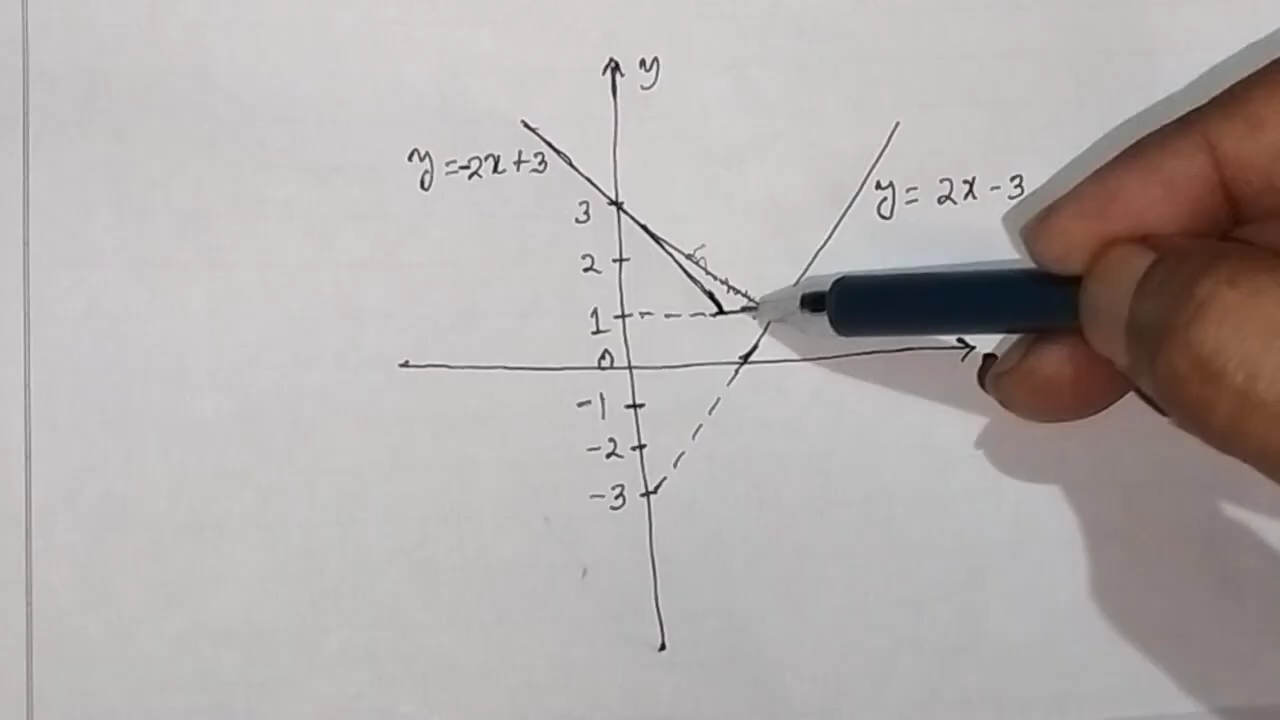 y
y =-2x+3
y = 2x-3
3
2
1
0
-1
-2
-3